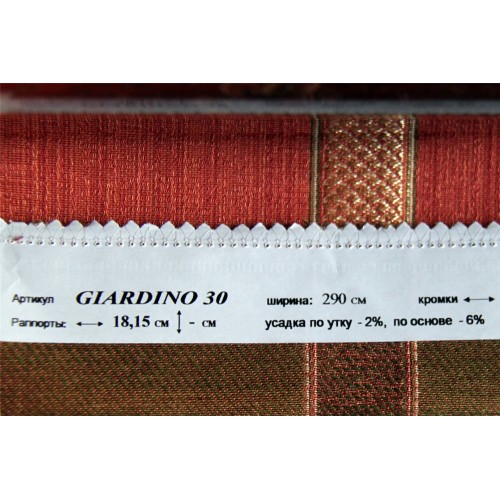 Артикул GIARDINO 30 ширина: 290 см кромки ↔
Раппорты: ↔ 18,15 см ↕ - см усадка по утку - 2%, по основе - 6%